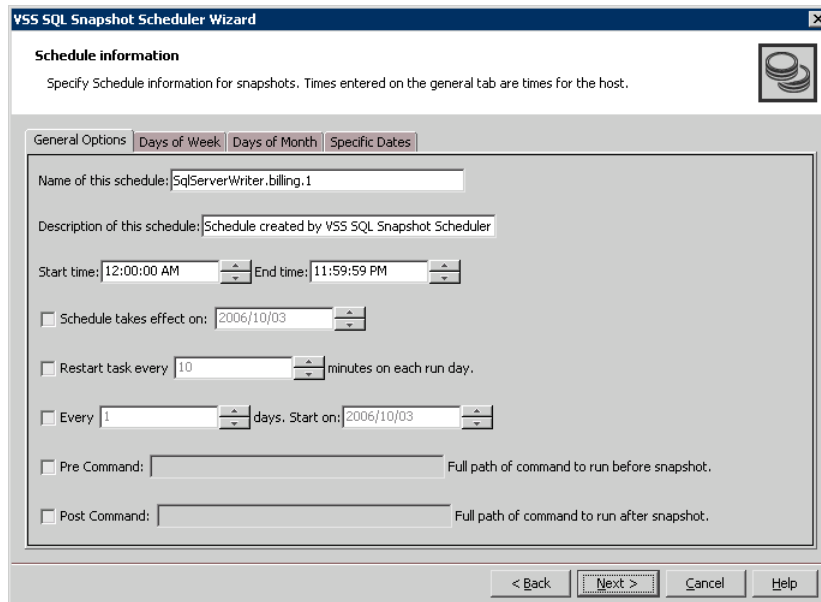 VSS SQL Snapshot Scheduler Wizard
Schedule information
Specify Schedule information for snapshots. Times entered on the general tab are times for the host.
General Options Days of Week Days of Month Specific Dates
Name of this schedule: SqlServerWriter.billing.1
Description of this schedule: Schedule created by VSS SQL Snapshot Scheduler
Start time: 12:00:00 AM End time: 11:59:59 PM
Schedule takes effect on: 2006/10/03
Restart task every 10 minutes on each run day.
Every 1 days. Start on: 2006/10/03
Pre Command: Full path of command to run before snapshot.
Post Command: Full path of command to run after snapshot.
< Back Next > Cancel Help